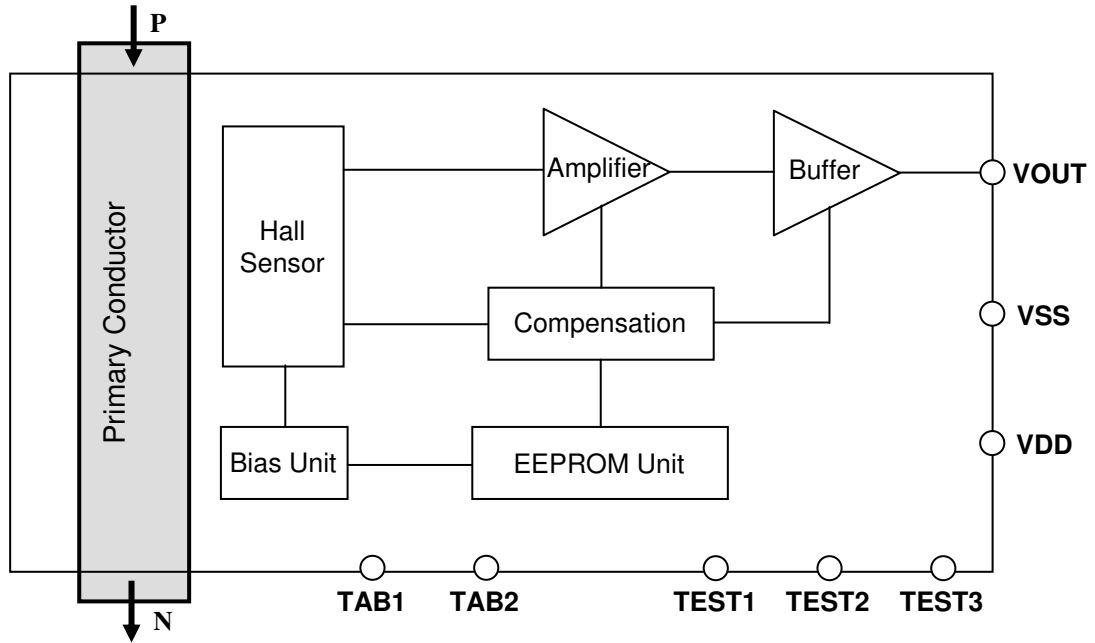 P
Primary Conductor
Hall
Sensor
Amplifier
Buffer
VOUT
Compensation
VSS
Bias Unit
EEPROM Unit
VDD
TAB1
TAB2
TEST1
TEST2
TEST3
N